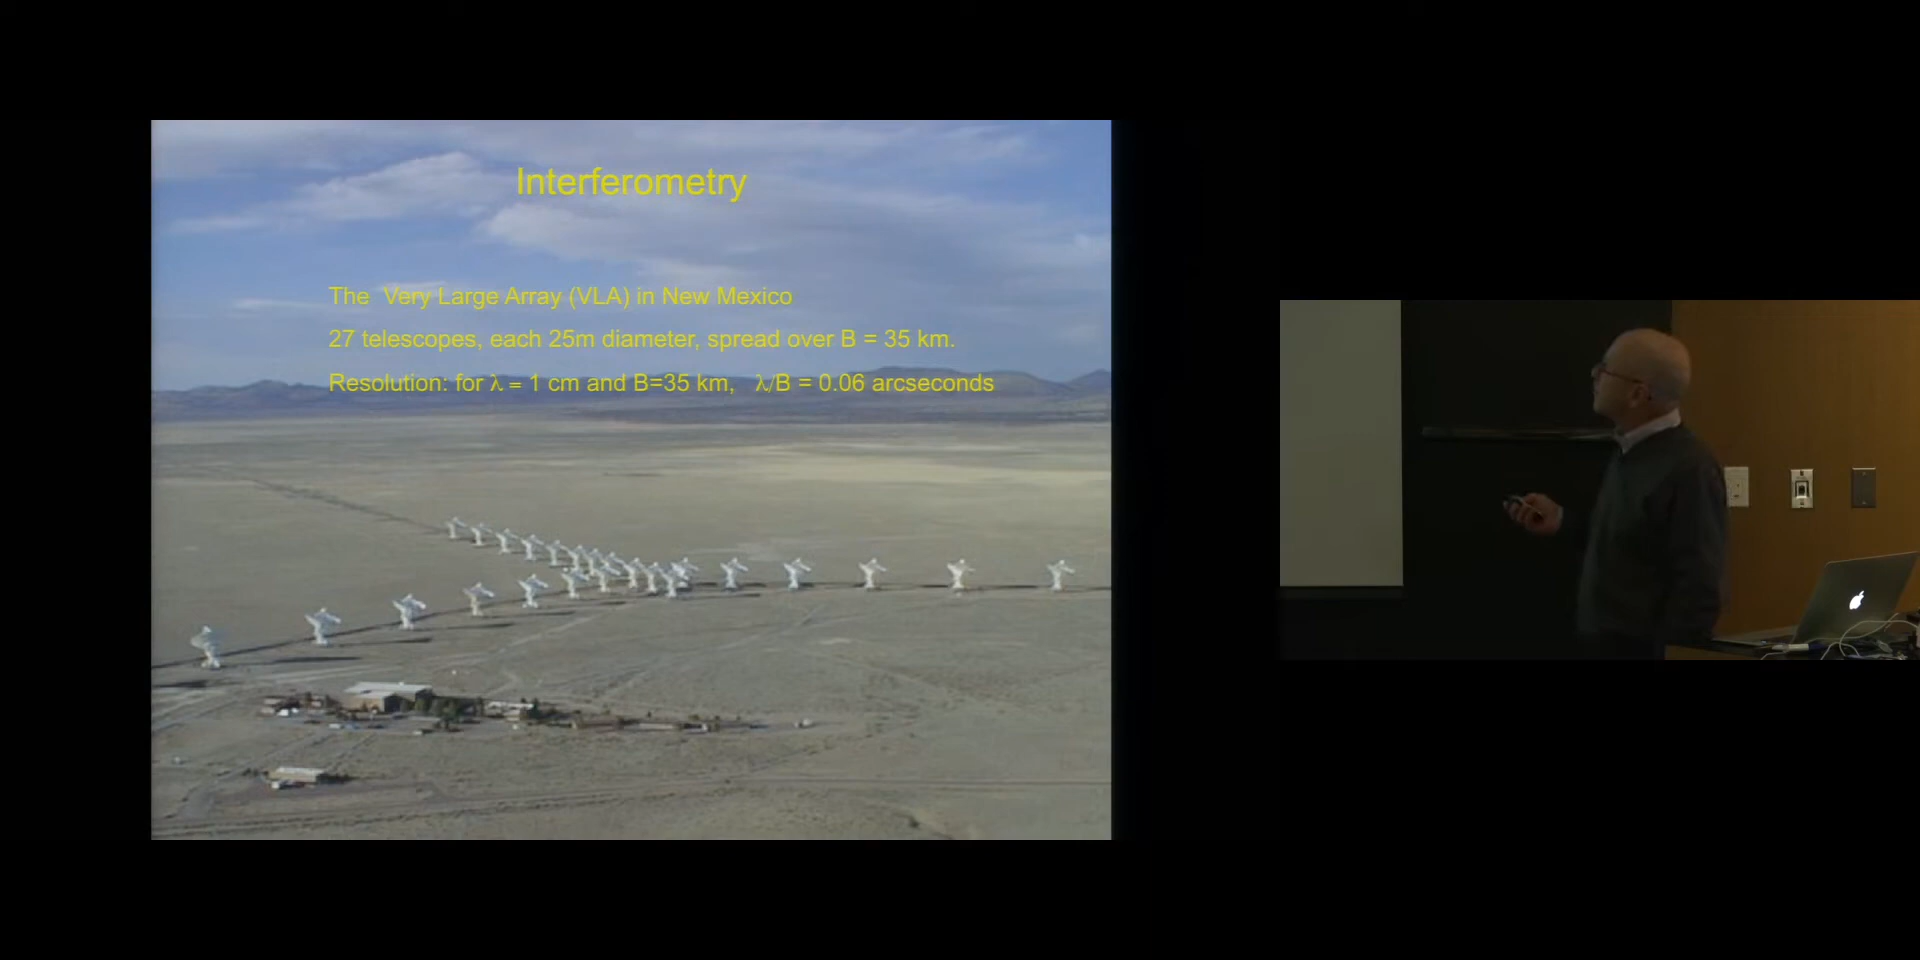 Interferometry
The Very Large Array (VLA) in New Mexico
27 telescopes, each 25m diameter, spread over B = 35 km.
Resolution: for λ = 1 cm and B=35 km, λ/B = 0.06 arcseconds